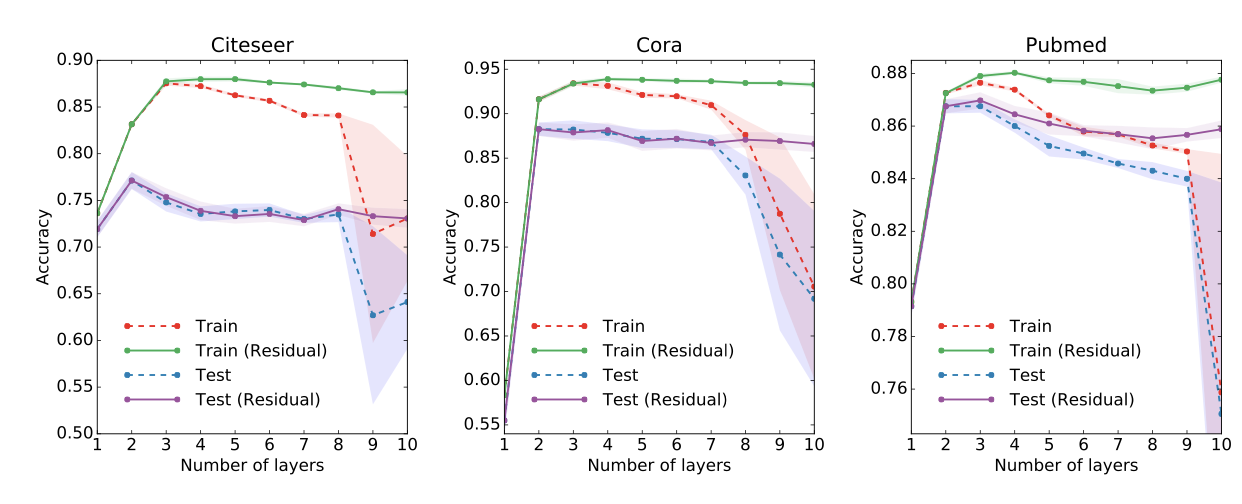 Citeseer
0.90
0.85
0.80
0.75
0.70
0.65
0.60
0.55
0.50
Accuracy
Train
Train (Residual)
Test
Test (Residual)
1 2 3 4 5 6 7 8 9 10
Number of layers
Cora
0.95
0.90
0.85
0.80
0.75
0.70
0.65
0.60
0.55
Accuracy
Train
Train (Residual)
Test
Test (Residual)
1 2 3 4 5 6 7 8 9 10
Number of layers
Pubmed
0.88
0.86
0.84
0.82
0.80
0.78
0.76
Accuracy
Train
Train (Residual)
Test
Test (Residual)
1 2 3 4 5 6 7 8 9 10
Number of layers